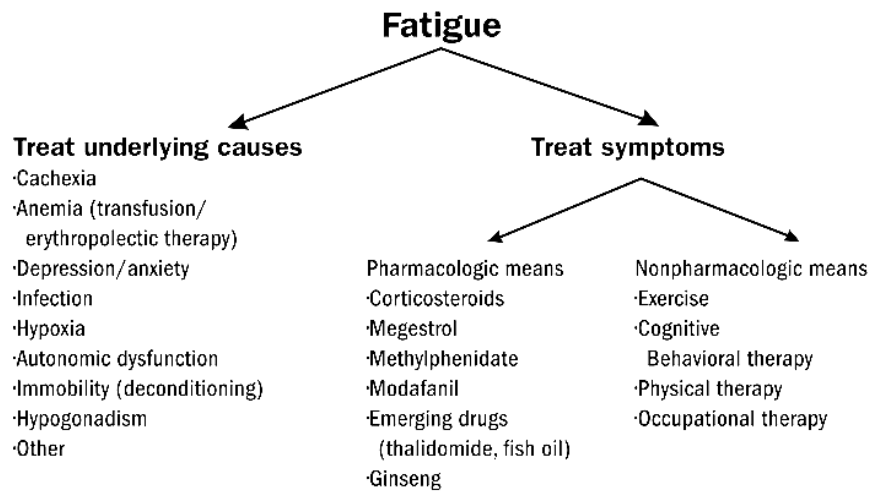 Fatigue
Treat underlying causes
·Cachexia
·Anemia (transfusion/
erythropolectic therapy)
·Depression/anxiety
·Infection
·Hypoxia
·Autonomic dysfunction
·Immobility (deconditioning)
·Hypogonadism
·Other
Treat symptoms
Pharmacologic means
·Corticosteroids
·Megestrol
·Methylphenidate
·Modafanil
·Emerging drugs
(thalidomide, fish oil)
·Ginseng
Nonpharmacologic means
·Exercise
·Cognitive
Behavioral therapy
·Physical therapy
·Occupational therapy